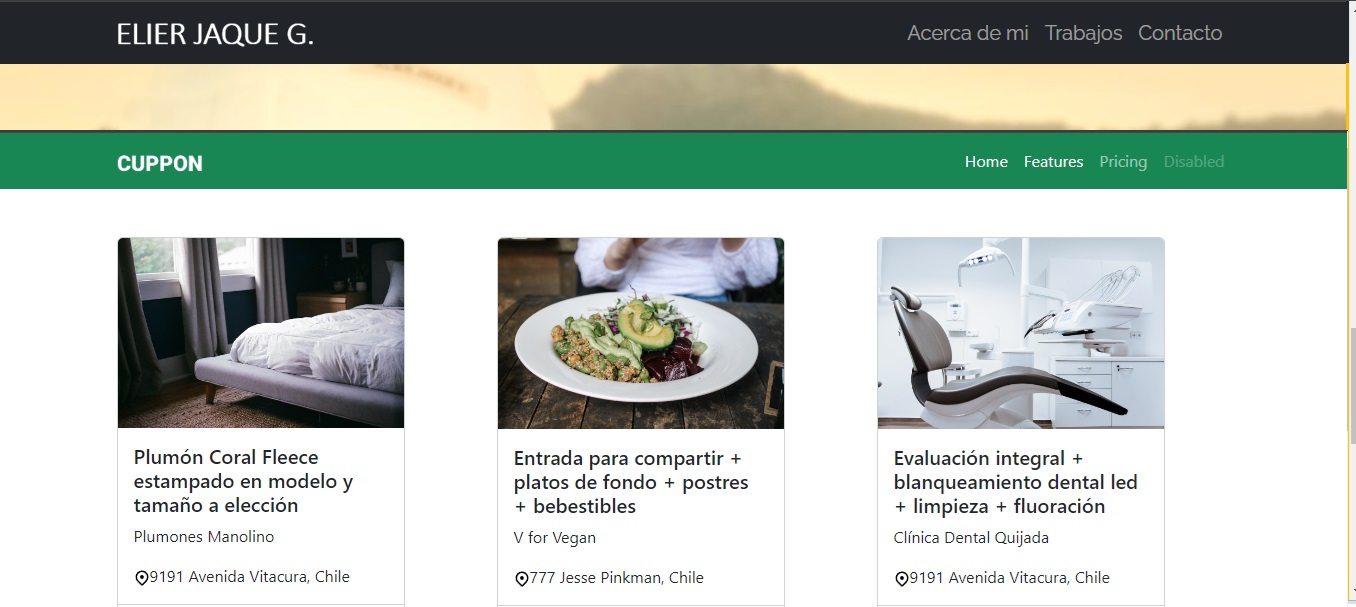 ELIER JAQUE G.
Acerca de mi Trabajos Contacto
CUPPON
Home Features Pricing Disabled
Plumón Coral Fleece
estampado en modelo y
tamaño a elección
Plumones Manolino
9191 Avenida Vitacura, Chile
Entrada para compartir +
platos de fondo + postres
+ bebestibles
V for Vegan
777 Jesse Pinkman, Chile
Evaluación integral +
blanqueamiento dental led
+ limpieza + fluoración
Clínica Dental Quijada
9191 Avenida Vitacura, Chile